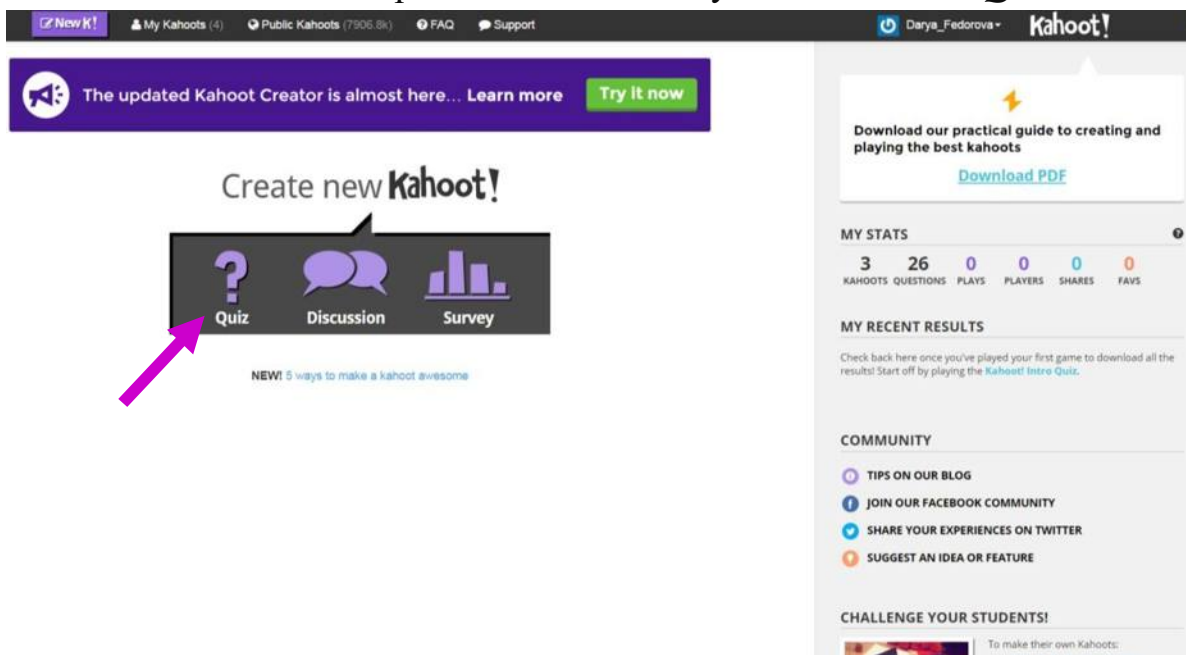 New K!
My Kahoots (4)
Public Kahoots (7906.8k)
FAQ
Support
Darya_Fedorova
Kahoot!
The updated Kahoot Creator is almost here... Learn more
Try it now
Create new Kahoot!
Quiz
Discussion
Survey
NEW! 5 ways to make a kahoot awesome
Download our practical guide to creating and
playing the best kahoots
Download PDF
MY STATS
3 26 0 0 0 0
KAHOOTS QUESTIONS PLAYS PLAYERS SHARES FAVS
MY RECENT RESULTS
Check back here once you've played your first game to download all the
results! Start off by playing the Kahoot! Intro Quiz.
COMMUNITY
TIPS ON OUR BLOG
JOIN OUR FACEBOOK COMMUNITY
SHARE YOUR EXPERIENCES ON TWITTER
SUGGEST AN IDEA OR FEATURE
CHALLENGE YOUR STUDENTS!
To make their own Kahoots: